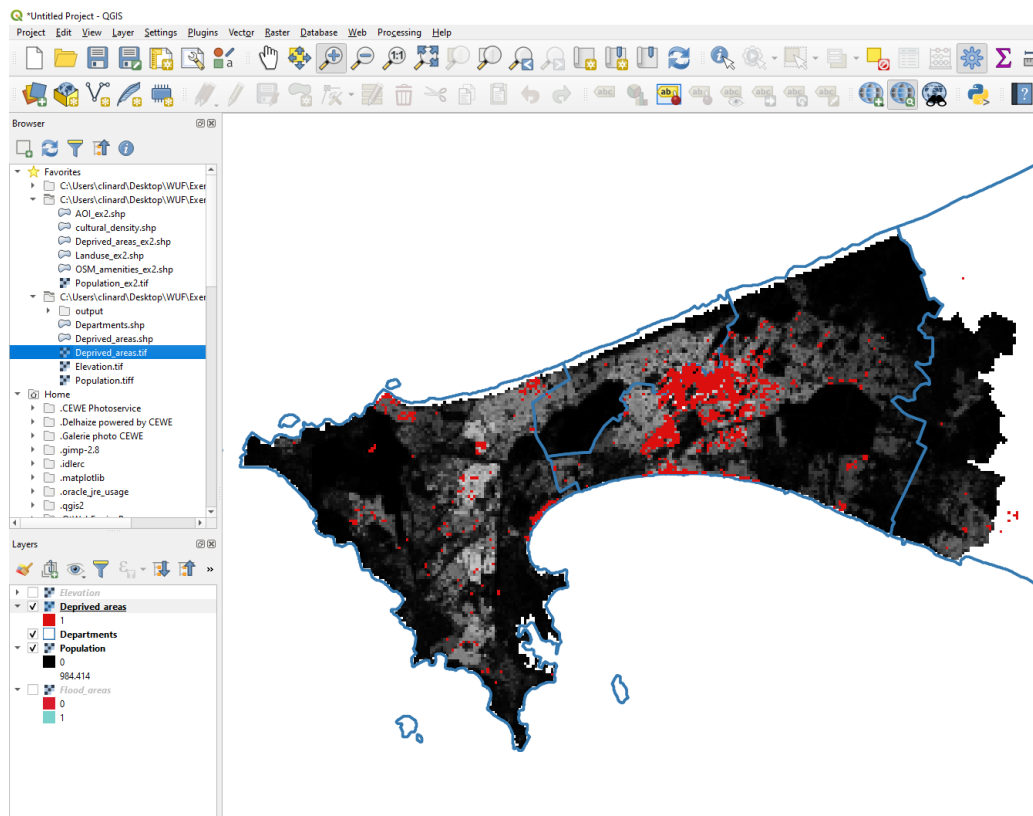 *Untitled Project - QGIS
Project Edit View Layer Settings Plugins Vector Raster Database Web Processing Help
Browser
Favorites
C:\Users\clinard\Desktop\WUF\Exer
C:\Users\clinard\Desktop\WUF\Exer
AOI_ex2.shp
cultural_density.shp
Deprived_areas_ex2.shp
Landuse_ex2.shp
OSM_amenities_ex2.shp
Population_ex2.tif
C:\Users\clinard\Desktop\WUF\Exer
output
Departments.shp
Deprived_areas.shp
Deprived_areas.tif
Elevation.tif
Population.tiff
Home
.CEWE Photoservice
.Delhaize powered by CEWE
.Galerie photo CEWE
.gimp-2.8
.idlerc
.matplotlib
.oracle_jre_usage
.qgis2
Layers
Elevation
Deprived_areas
1
Departments
Population
0
984.414
Flood_areas
0
1